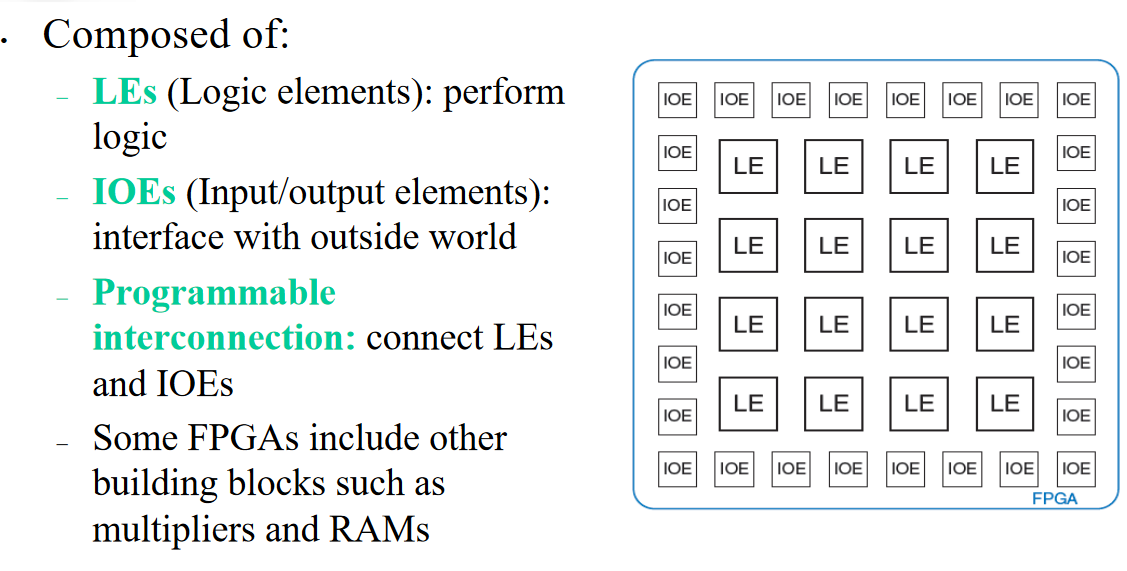 · Composed of:
– LEs (Logic elements): perform
logic
– IOEs (Input/output elements):
interface with outside world
– Programmable
interconnection: connect LEs
and IOEs
– Some FPGAs include other
building blocks such as
multipliers and RAMs
IOE IOE IOE IOE IOE IOE IOE IOE
IOE IOE
LE LE LE LE
IOE IOE
LE LE LE LE
IOE IOE
IOE IOE
LE LE LE LE
IOE IOE
LE LE LE LE
IOE IOE
IOE IOE IOE IOE IOE IOE IOE IOE
FPGA